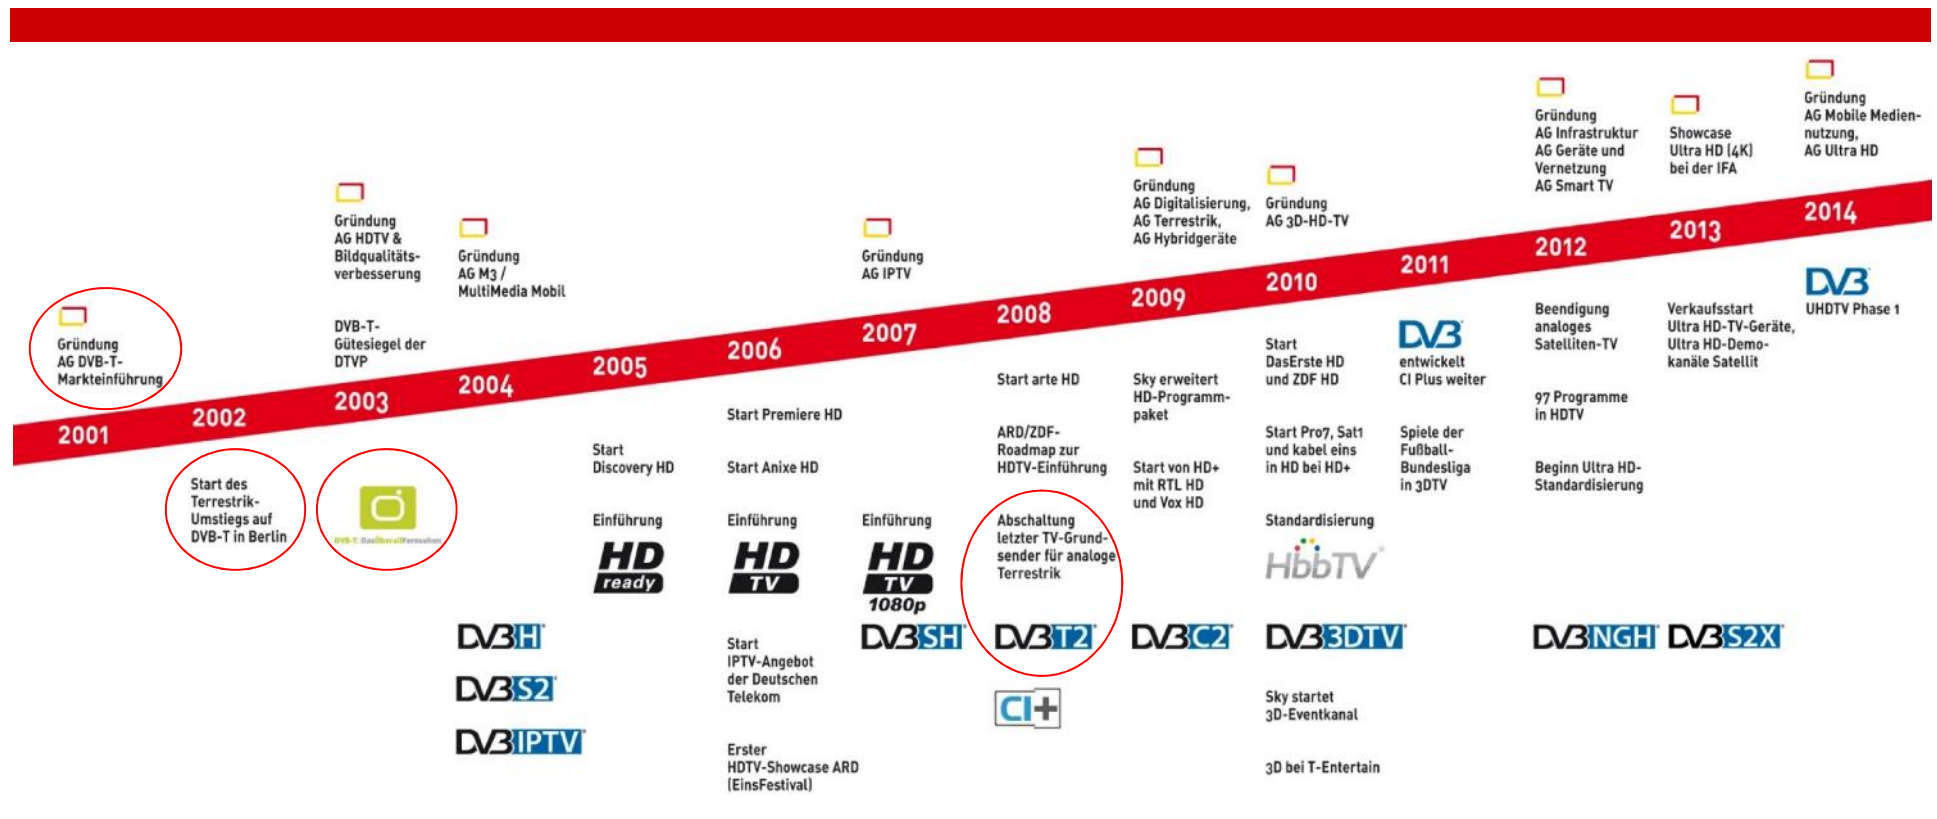 Gründung
AG DVB-T-
Markteinführung
2001
2002
Start des
Terrestrik-
Umstiegs auf
DVB-T in Berlin
Gründung
AG HDTV &
Bildqualitäts-
verbesserung
DVB-T-
Gütesiegel der
DTVP
2003
DVB-T: DasÜberallFernsehen
Gründung
AG M3 /
MultiMedia Mobil
2004
DVB H
DVB S2
DVB IPTV
2005
Start
Discovery HD
Einführung
HD
ready
2006
Start Premiere HD
Start Anixe HD
Einführung
HD
TV
Start
IPTV-Angebot
der Deutschen
Telekom
Erster
HDTV-Showcase ARD
(EinsFestival)
Gründung
AG IPTV
2007
Einführung
HD
TV
1080p
DVB SH
2008
Start arte HD
ARD/ZDF-
Roadmap zur
HDTV-Einführung
Abschaltung
letzter TV-Grund-
sender für analoge
Terrestrik
DVB T2
CI+
Gründung
AG Digitalisierung,
AG Terrestrik,
AG Hybridgeräte
2009
Sky erweitert
HD-Programm-
paket
Start von HD+
mit RTL HD
und Vox HD
DVB C2
Gründung
AG 3D-HD-TV
2010
Start
DasErste HD
und ZDF HD
Start Pro7, Sat1
und kabel eins
in HD bei HD+
Standardisierung
HbbTV
DVB 3DTV
Sky startet
3D-Eventkanal
3D bei T-Entertain
2011
DVB
entwickelt
CI Plus weiter
Spiele der
Fußball-
Bundesliga
in 3DTV
Gründung
AG Infrastruktur
AG Geräte und
Vernetzung
AG Smart TV
2012
Beendigung
analoges
Satelliten-TV
97 Programme
in HDTV
Beginn Ultra HD-
Standardisierung
DVB NGH
Showcase
Ultra HD (4K)
bei der IFA
2013
Verkaufsstart
Ultra HD-TV-Geräte,
Ultra HD-Demo-
kanäle Satellit
DVB S2X
Gründung
AG Mobile Medien-
nutzung,
AG Ultra HD
2014
DVB
UHDTV Phase 1